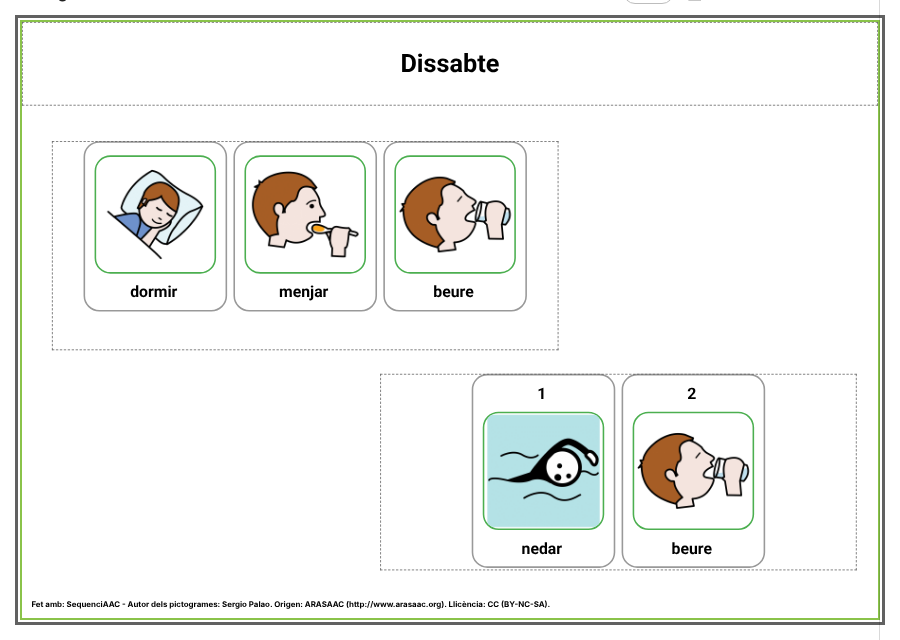 Dissabte
dormir
menjar
beure
1
2
nedar
beure
Fet amb: SequenciAAC - Autor dels pictogrames: Sergio Palao. Origen: ARASAAC (http://www.arasaac.org). Llicència: CC (BY-NC-SA).